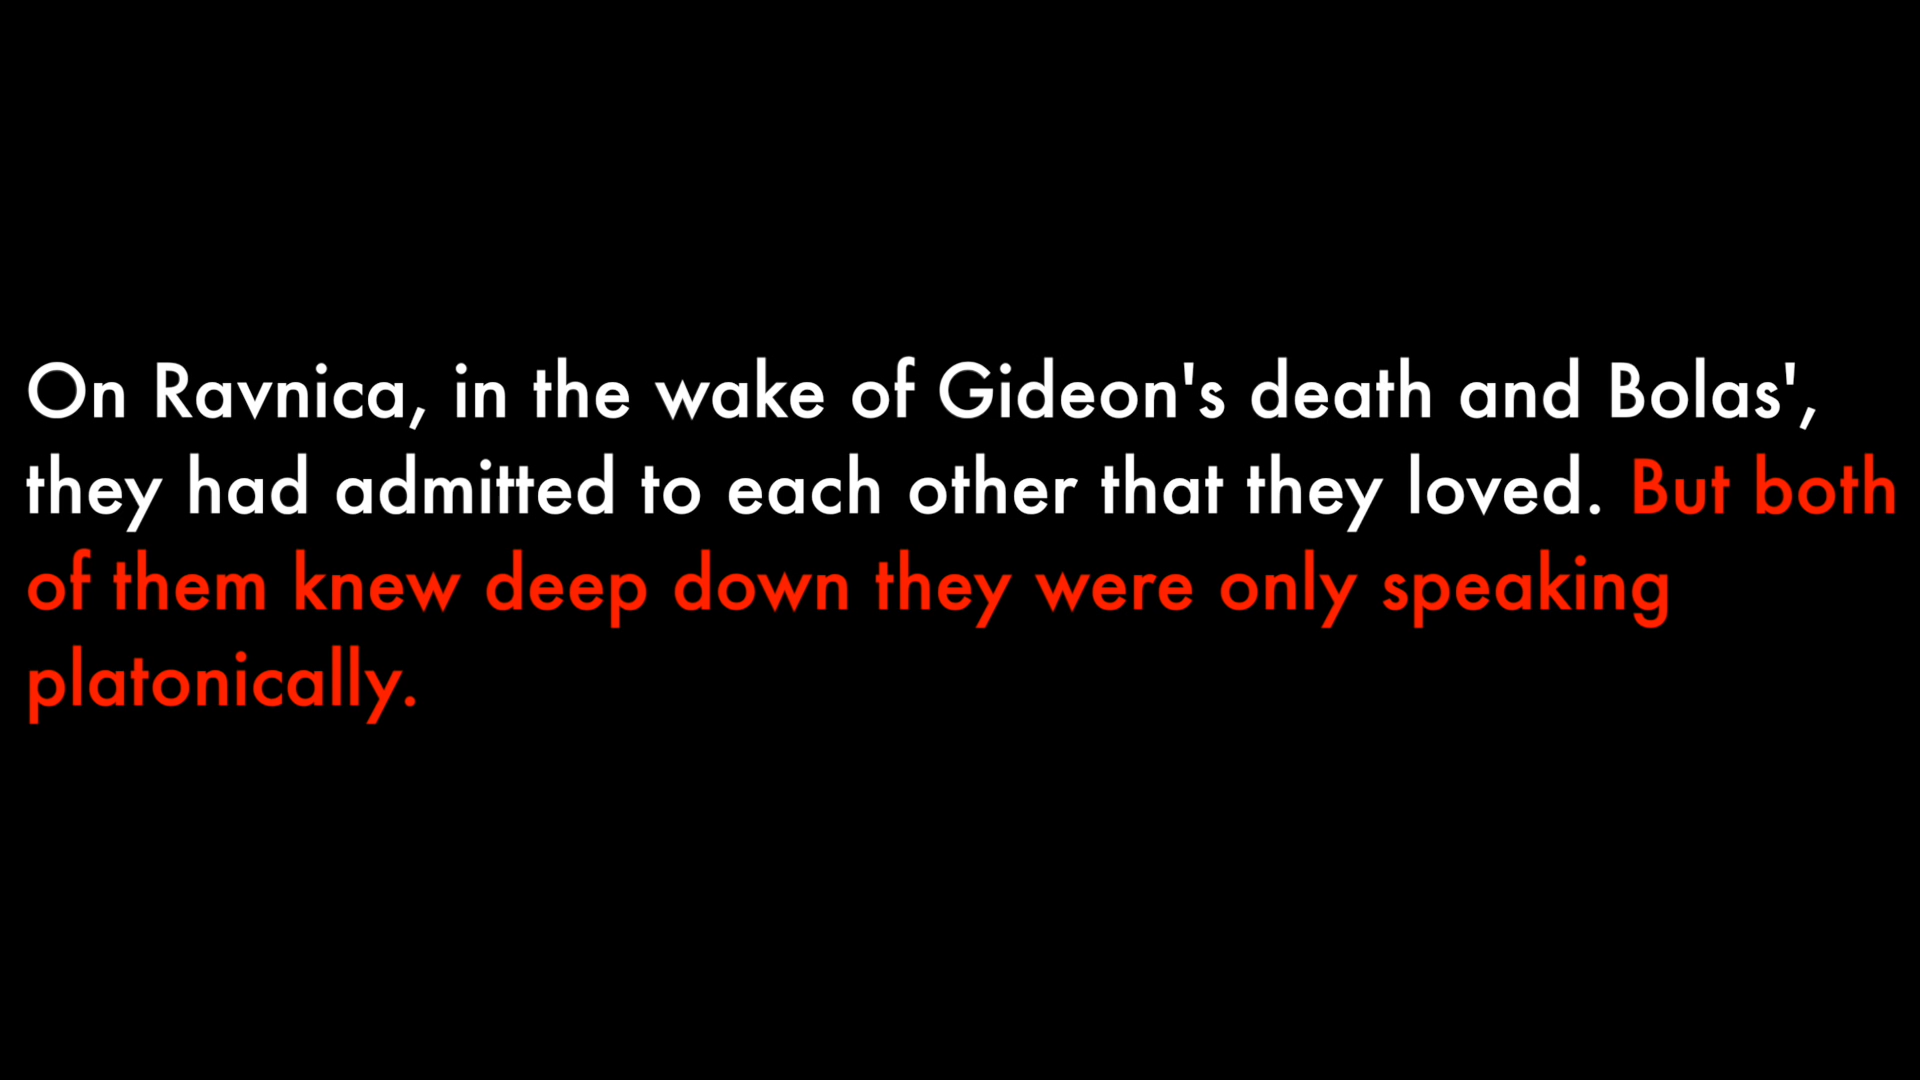 On Ravnica, in the wake of Gideon's death and Bolas',
they had admitted to each other that they loved. But both
of them knew deep down they were only speaking
platonically.